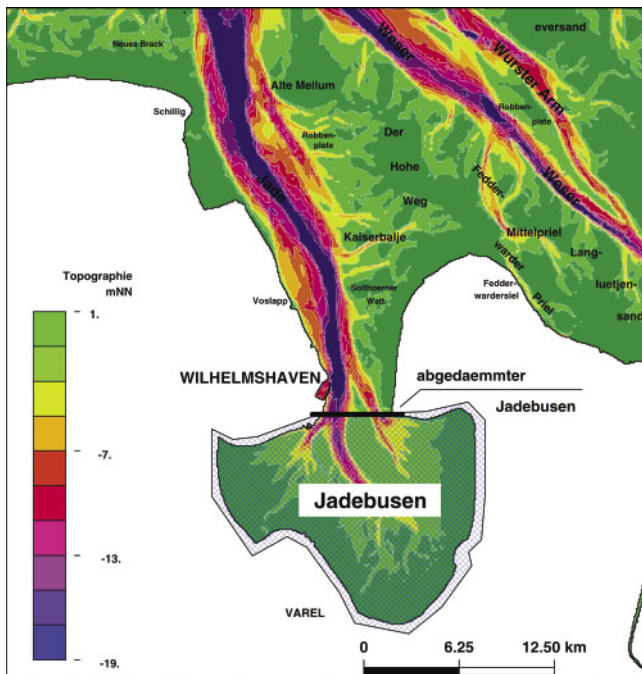 eversand
Neues Brack
Weser
Wurster Arm
Alte Mellum
Schillig
Robben-
plate
Robben-
plate
Der
Hohe
Weg
Jade
Fedder-
warder
Priel
Weser
Mittelpriel
Kaiserbalje
Lang-
luetjen-
sand
Topographie
mNN
Solthoerner
Watt
Fedder-
wardersiel
Voslapp
1.
-7.
-13.
-19.
WILHELMSHAVEN
abgedaemmter
Jadebusen
Jadebusen
VAREL
0 6.25 12.50 km